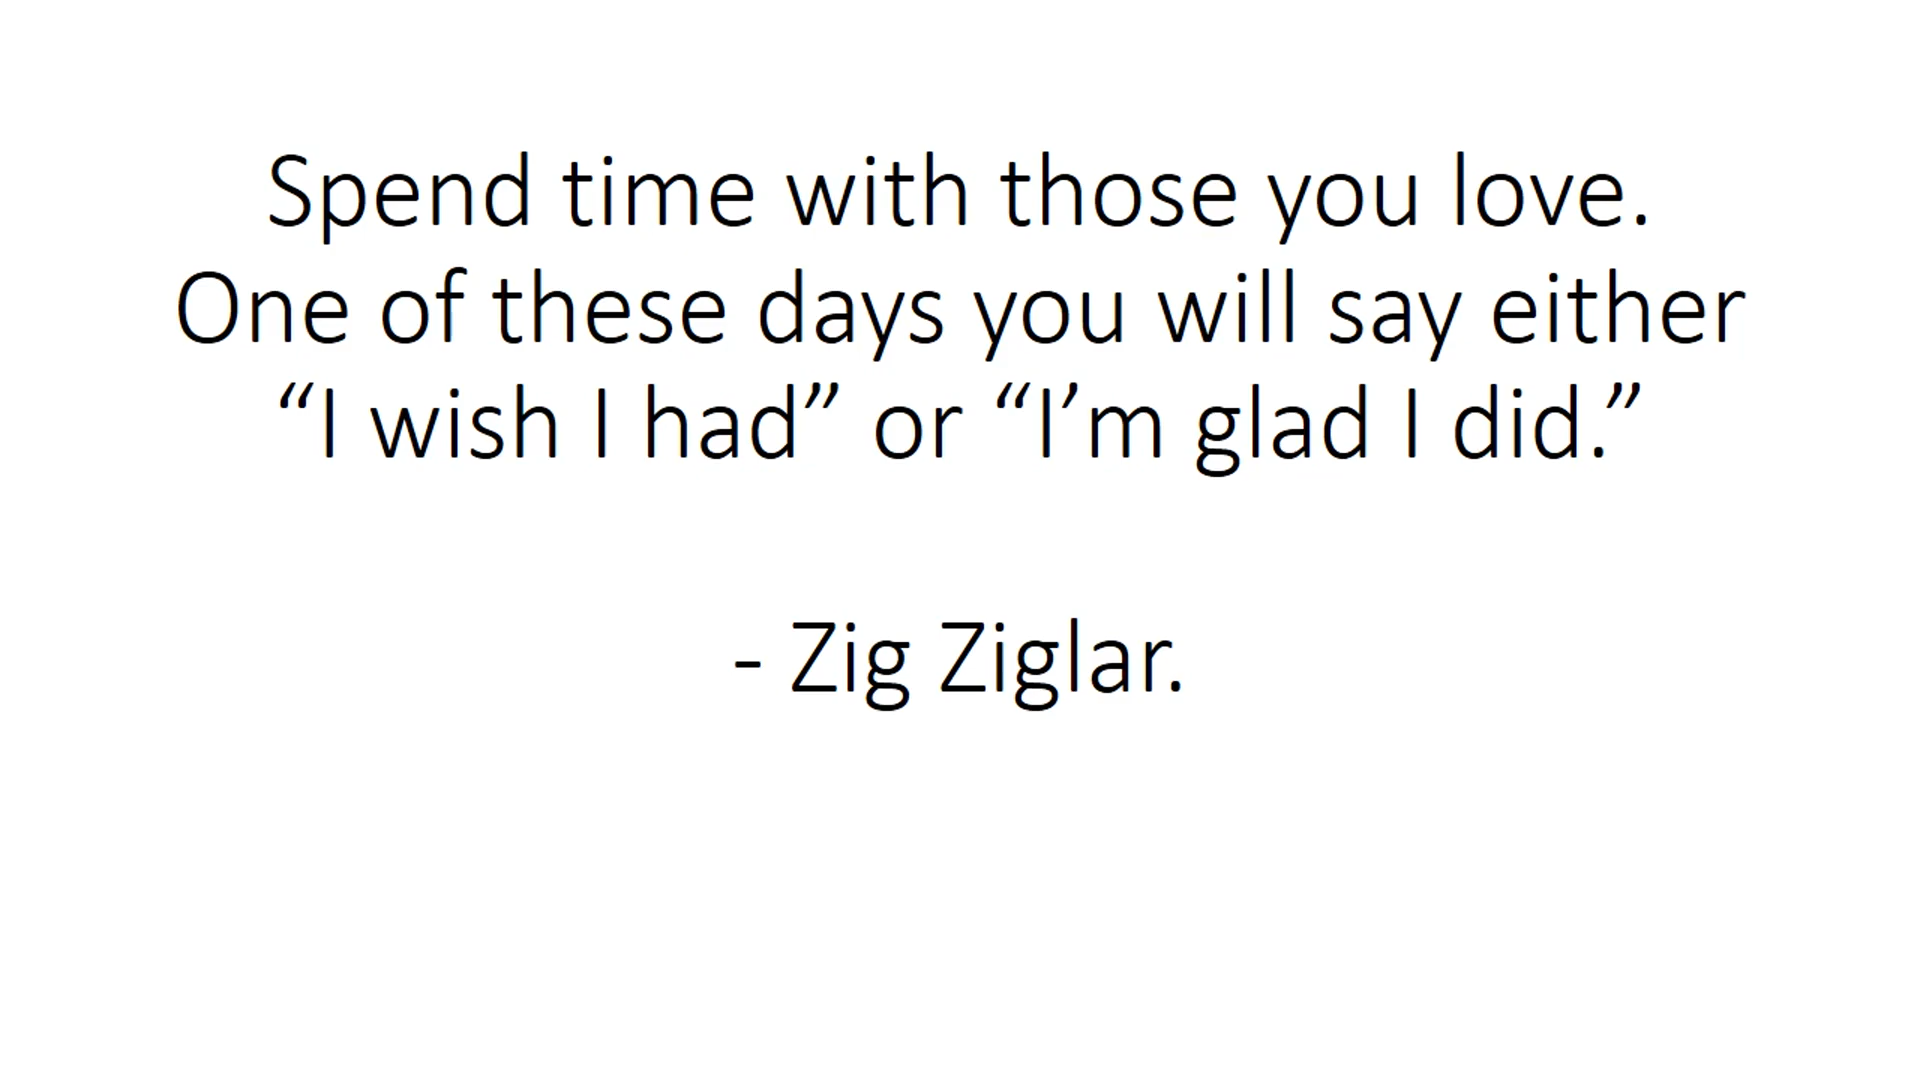 Spend time with those you love.
One of these days you will say either
“I wish I had” or “I’m glad I did.”
- Zig Ziglar.